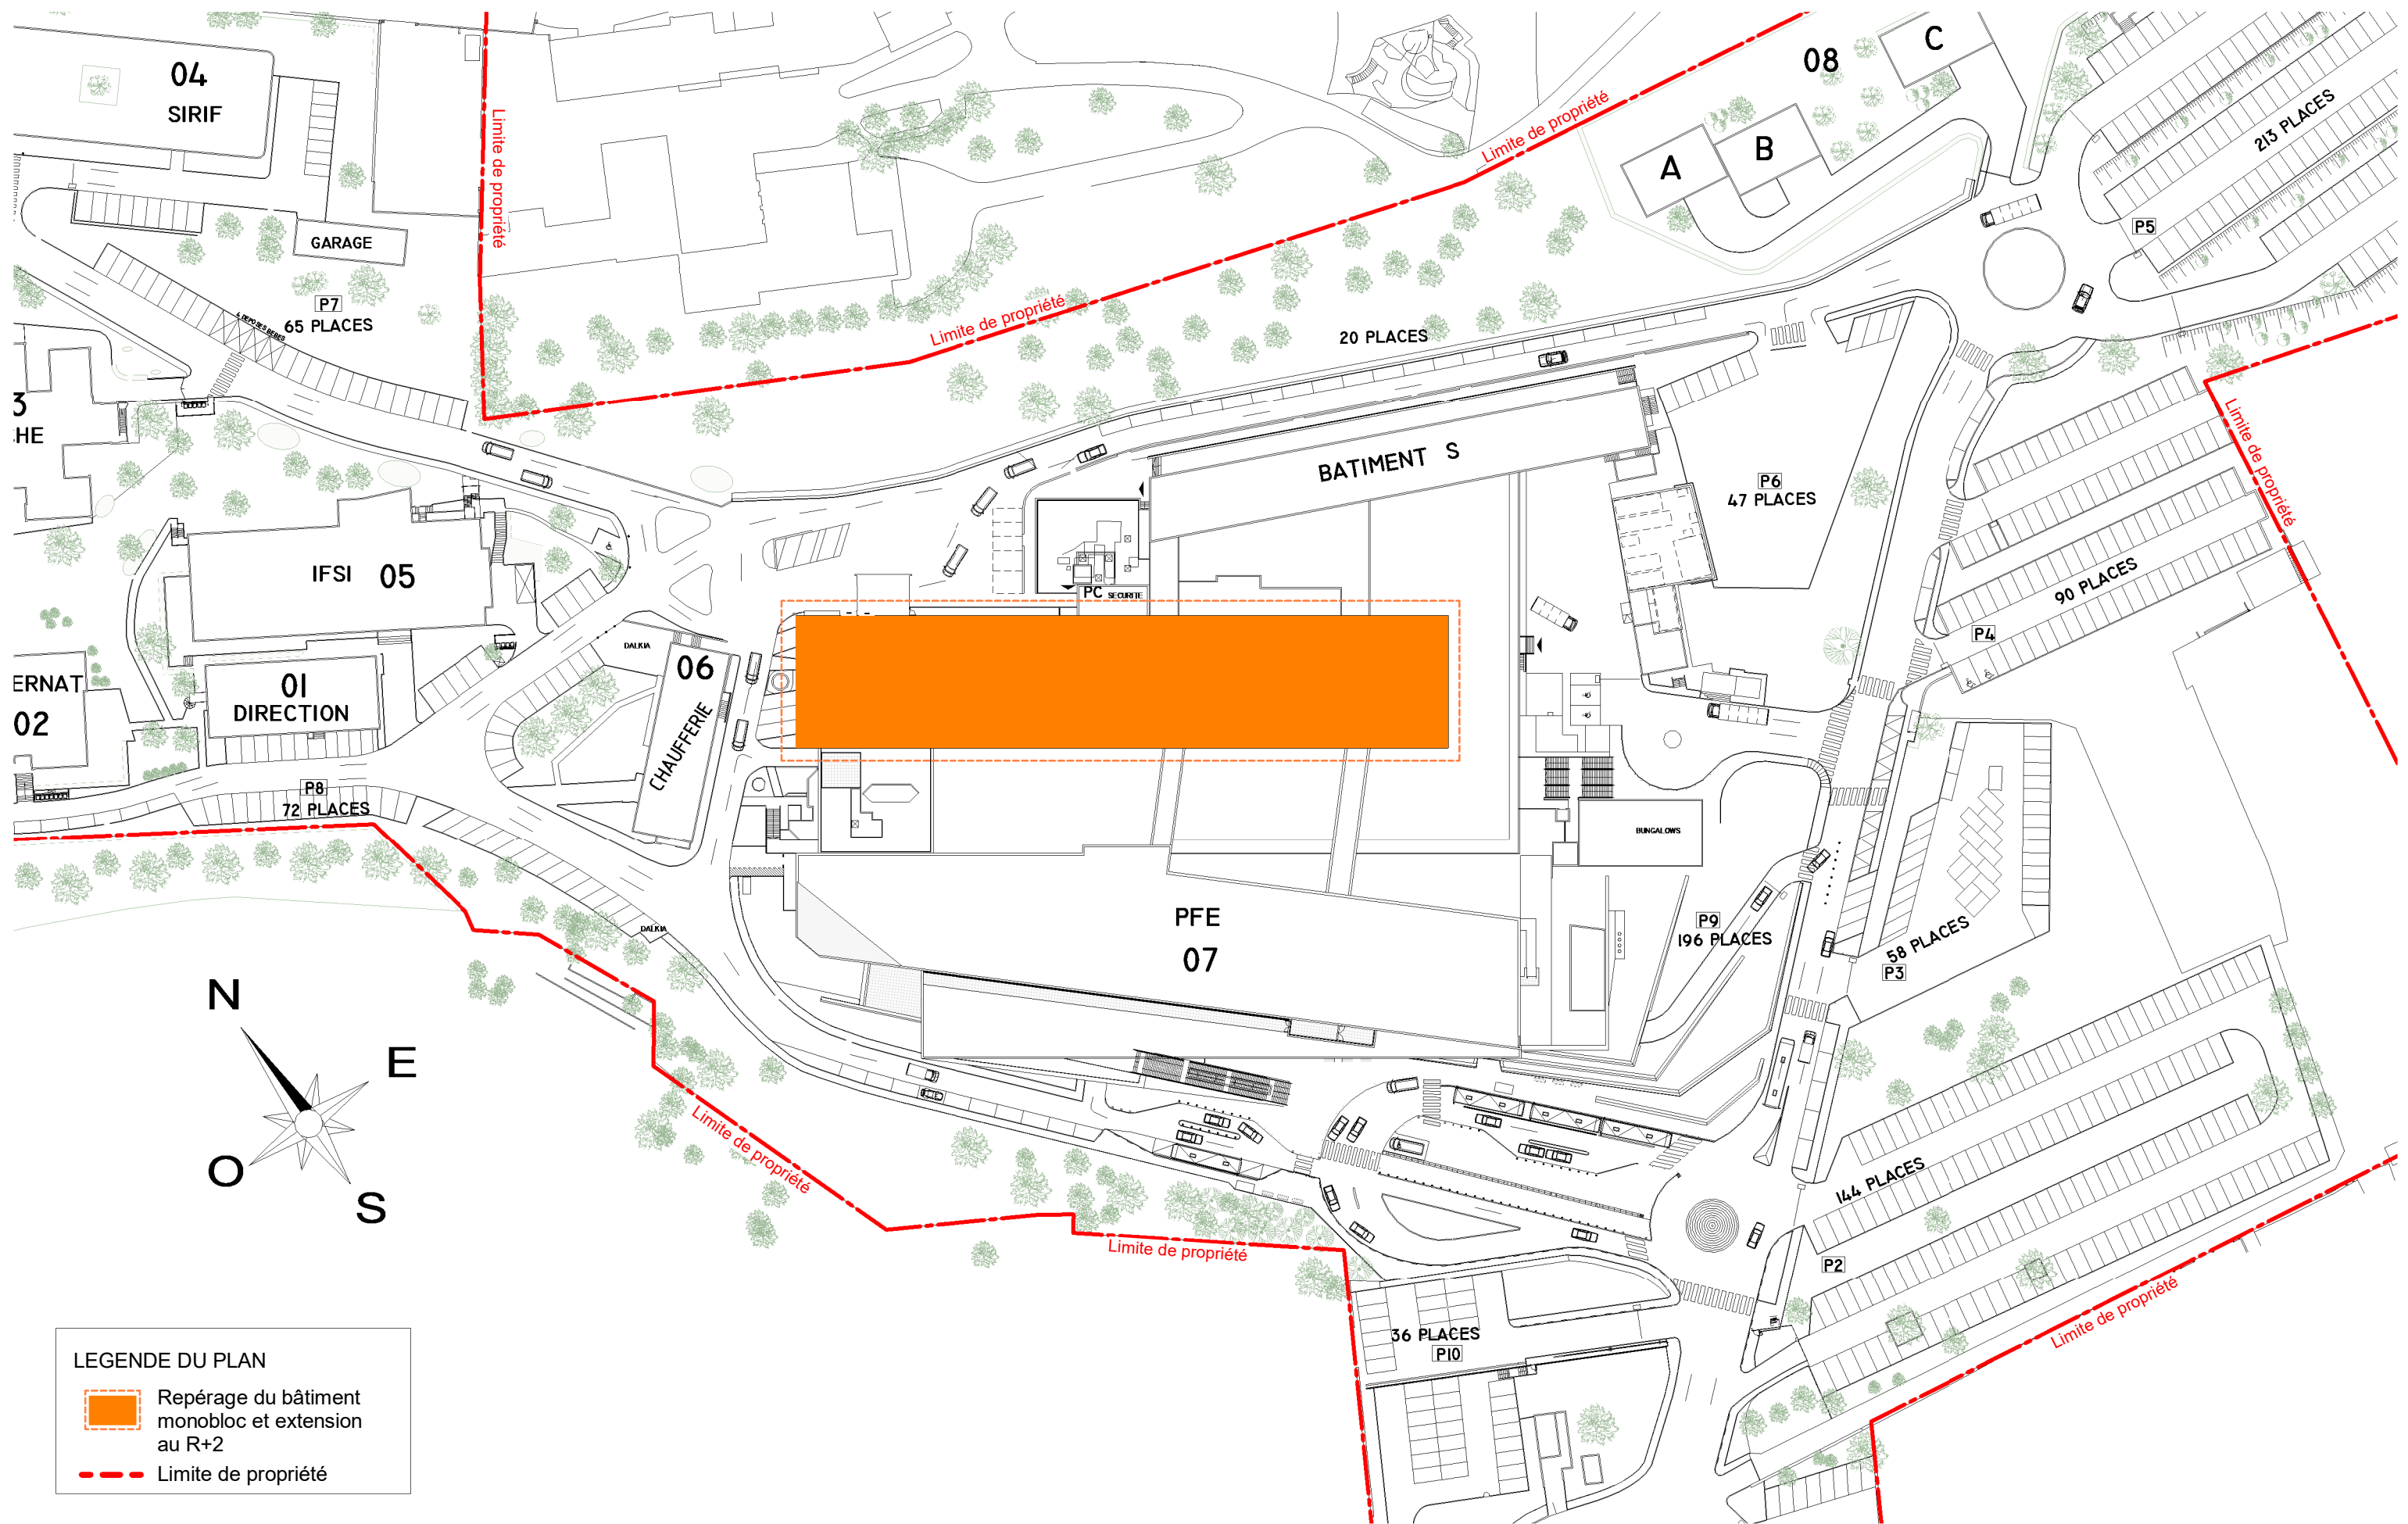 04
SIRIF
C
08
213 PLACES
Limite de propriété
Limite de propriété
A
B
P5
GARAGE
P7
65 PLACES
4 DEPOSES BEBES
Limite de propriété
20 PLACES
3
HE
Limite de propriété
BATIMENT S
P6
47 PLACES
IFSI 05
90 PLACES
PC SECURITE
P4
DALKIA
06
CHAUFFERIE
ERNAT
02
01
DIRECTION
P8
72 PLACES
BUNGALOWS
PFE
07
P9
196 PLACES
58 PLACES
P3
DALKIA
N
E
O
S
Limite de propriété
144 PLACES
Limite de propriété
P2
Limite de propriété
36 PLACES
P10
LEGENDE DU PLAN
Repérage du bâtiment
monobloc et extension
au R+2
Limite de propriété